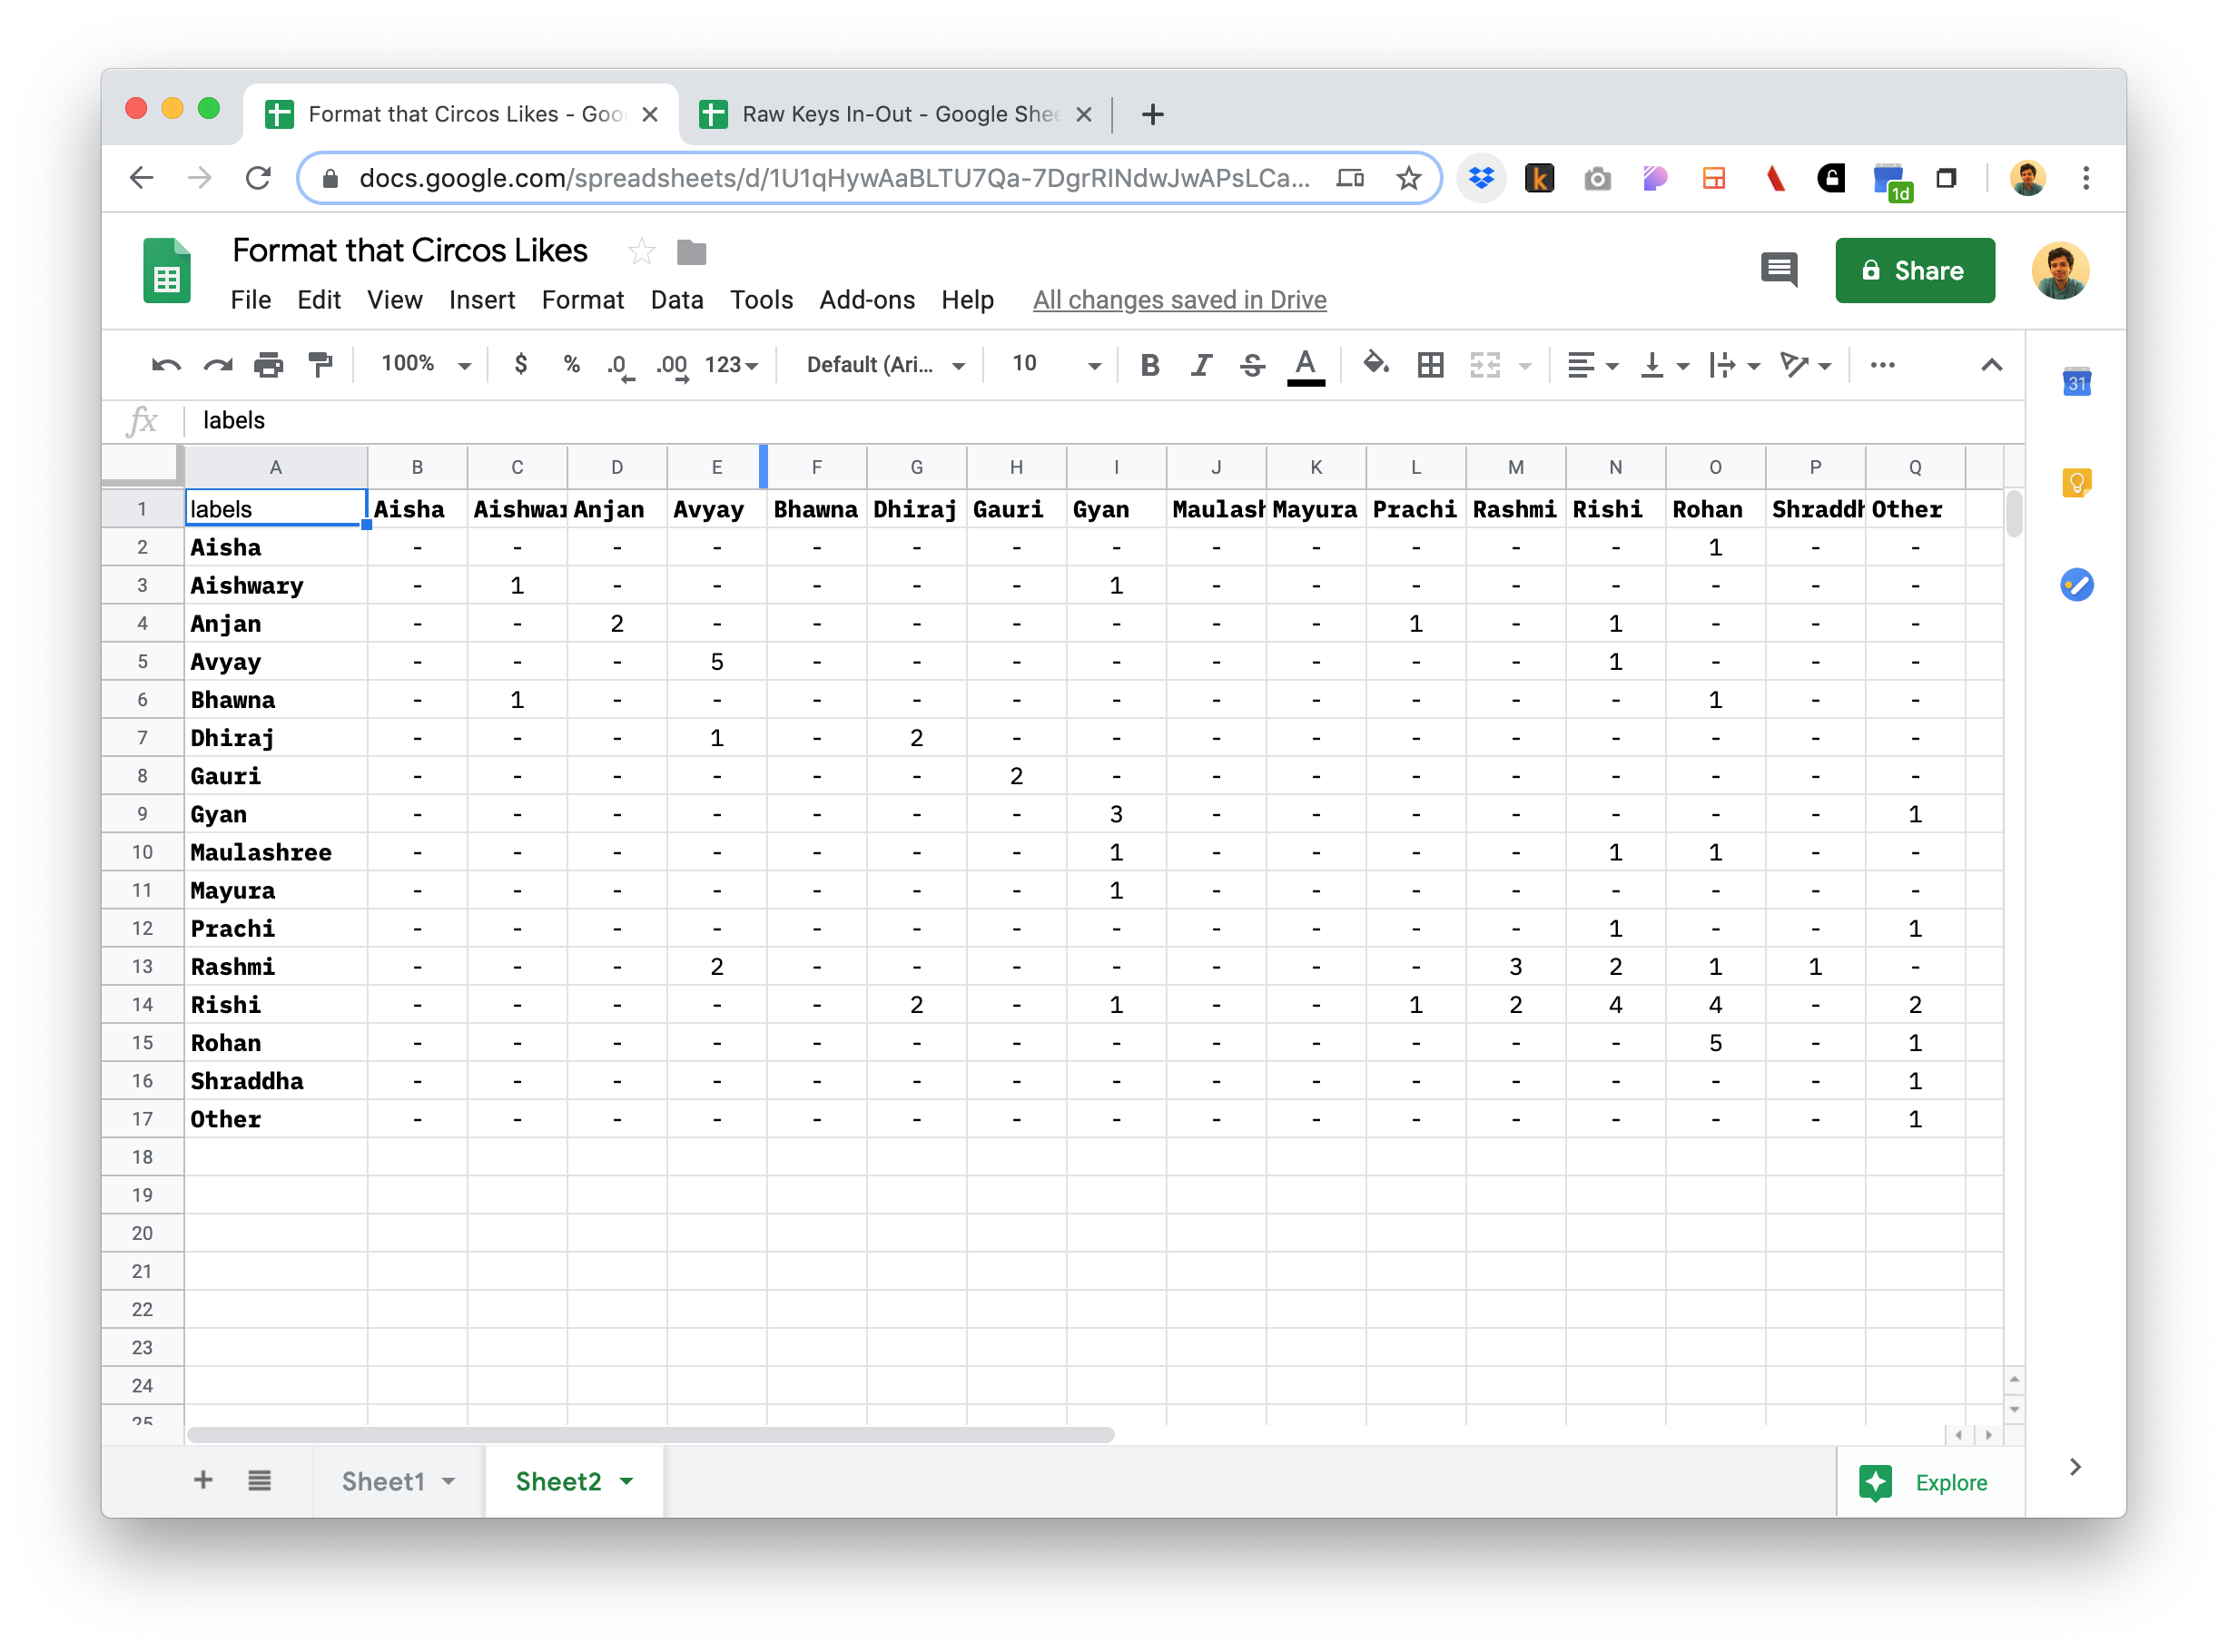 Format that Circos Likes - Goo
Raw Keys In-Out - Google Shee
docs.google.com/spreadsheets/d/1U1qHywAaBLTU7Qa-7DgrRINdwJwAPsLCa...
1d
Format that Circos Likes
File Edit View Insert Format Data Tools Add-ons Help All changes saved in Drive
Share
100% $ % .0 .00 123 Default (Ari... 10 B I S A
31
fx labels
A B C D E F G H I J K L M N O P Q
1 labels Aisha Aishwar Anjan Avyay Bhawna Dhiraj Gauri Gyan Maulash Mayura Prachi Rashmi Rishi Rohan Shraddh Other
2 Aisha - - - - - - - - - - - - - 1 - -
3 Aishwary - 1 - - - - - 1 - - - - - - - -
4 Anjan - - 2 - - - - - - - 1 - 1 - - -
5 Avyay - - - 5 - - - - - - - - 1 - - -
6 Bhawna - 1 - - - - - - - - - - - 1 - -
7 Dhiraj - - - 1 - 2 - - - - - - - - - -
8 Gauri - - - - - - 2 - - - - - - - - -
9 Gyan - - - - - - - 3 - - - - - - - 1
10 Maulashree - - - - - - - 1 - - - - 1 1 - -
11 Mayura - - - - - - - 1 - - - - - - - -
12 Prachi - - - - - - - - - - - - 1 - - 1
13 Rashmi - - - 2 - - - - - - - 3 2 1 1 -
14 Rishi - - - - - 2 - 1 - - 1 2 4 4 - 2
15 Rohan - - - - - - - - - - - - - 5 - 1
16 Shraddha - - - - - - - - - - - - - - - 1
17 Other - - - - - - - - - - - - - - - 1
18
19
20
21
22
23
24
25
Sheet1 Sheet2 Explore